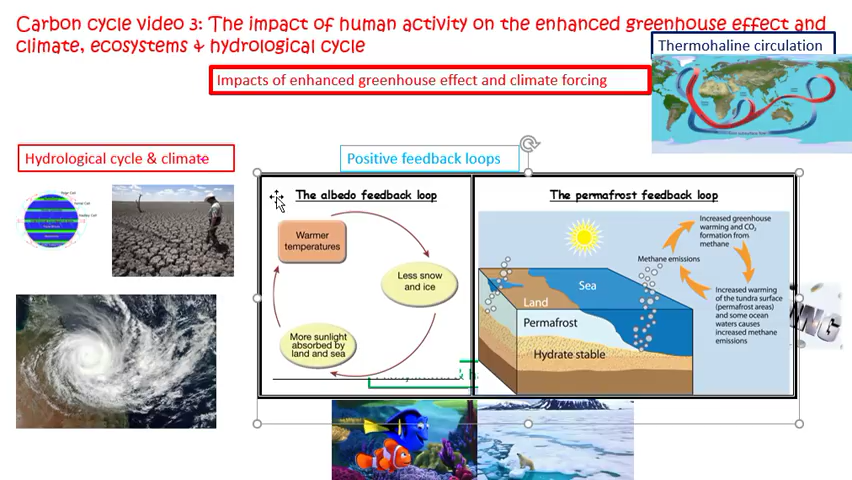 Carbon cycle video 3: The impact of human activity on the enhanced greenhouse effect and
climate, ecosystems & hydrological cycle
Thermohaline circulation
Impacts of enhanced greenhouse effect and climate forcing
Hydrological cycle & climate
Positive feedback loops
The albedo feedback loop
Warmer
temperatures
Less snow
and ice
More sunlight
absorbed by
land and sea
The permafrost feedback loop
Increased greenhouse
warming and CO2
formation from
methane
Methane emissions
Sea
Land
Permafrost
Hydrate stable
Increased warming
of the tundra surface
(permafrost areas)
and some ocean
waters causes
increased methane
emissions